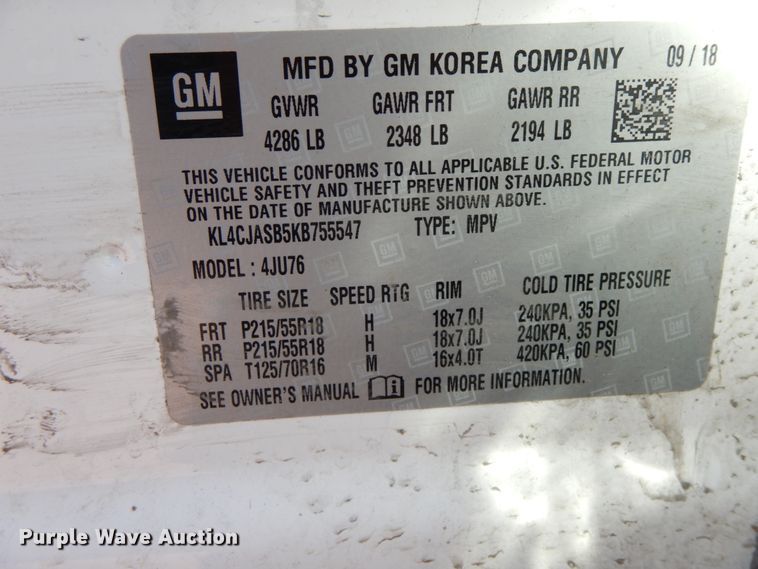 GM
MFD BY GM KOREA COMPANY 09 / 18
GVWR GAWR FRT GAWR RR
4286 LB 2348 LB 2194 LB
THIS VEHICLE CONFORMS TO ALL APPLICABLE U.S. FEDERAL MOTOR
VEHICLE SAFETY AND THEFT PREVENTION STANDARDS IN EFFECT
ON THE DATE OF MANUFACTURE SHOWN ABOVE.
KL4CJASB5KB755547 TYPE: MPV
MODEL : 4JU76
TIRE SIZE SPEED RTG RIM COLD TIRE PRESSURE
FRT P215/55R18 H 18x7.0J 240KPA, 35 PSI
RR P215/55R18 H 18x7.0J 240KPA, 35 PSI
SPA T125/70R16 M 16x4.0T 420KPA, 60 PSI
SEE OWNER'S MANUAL FOR MORE INFORMATION.
Purple Wave Auction